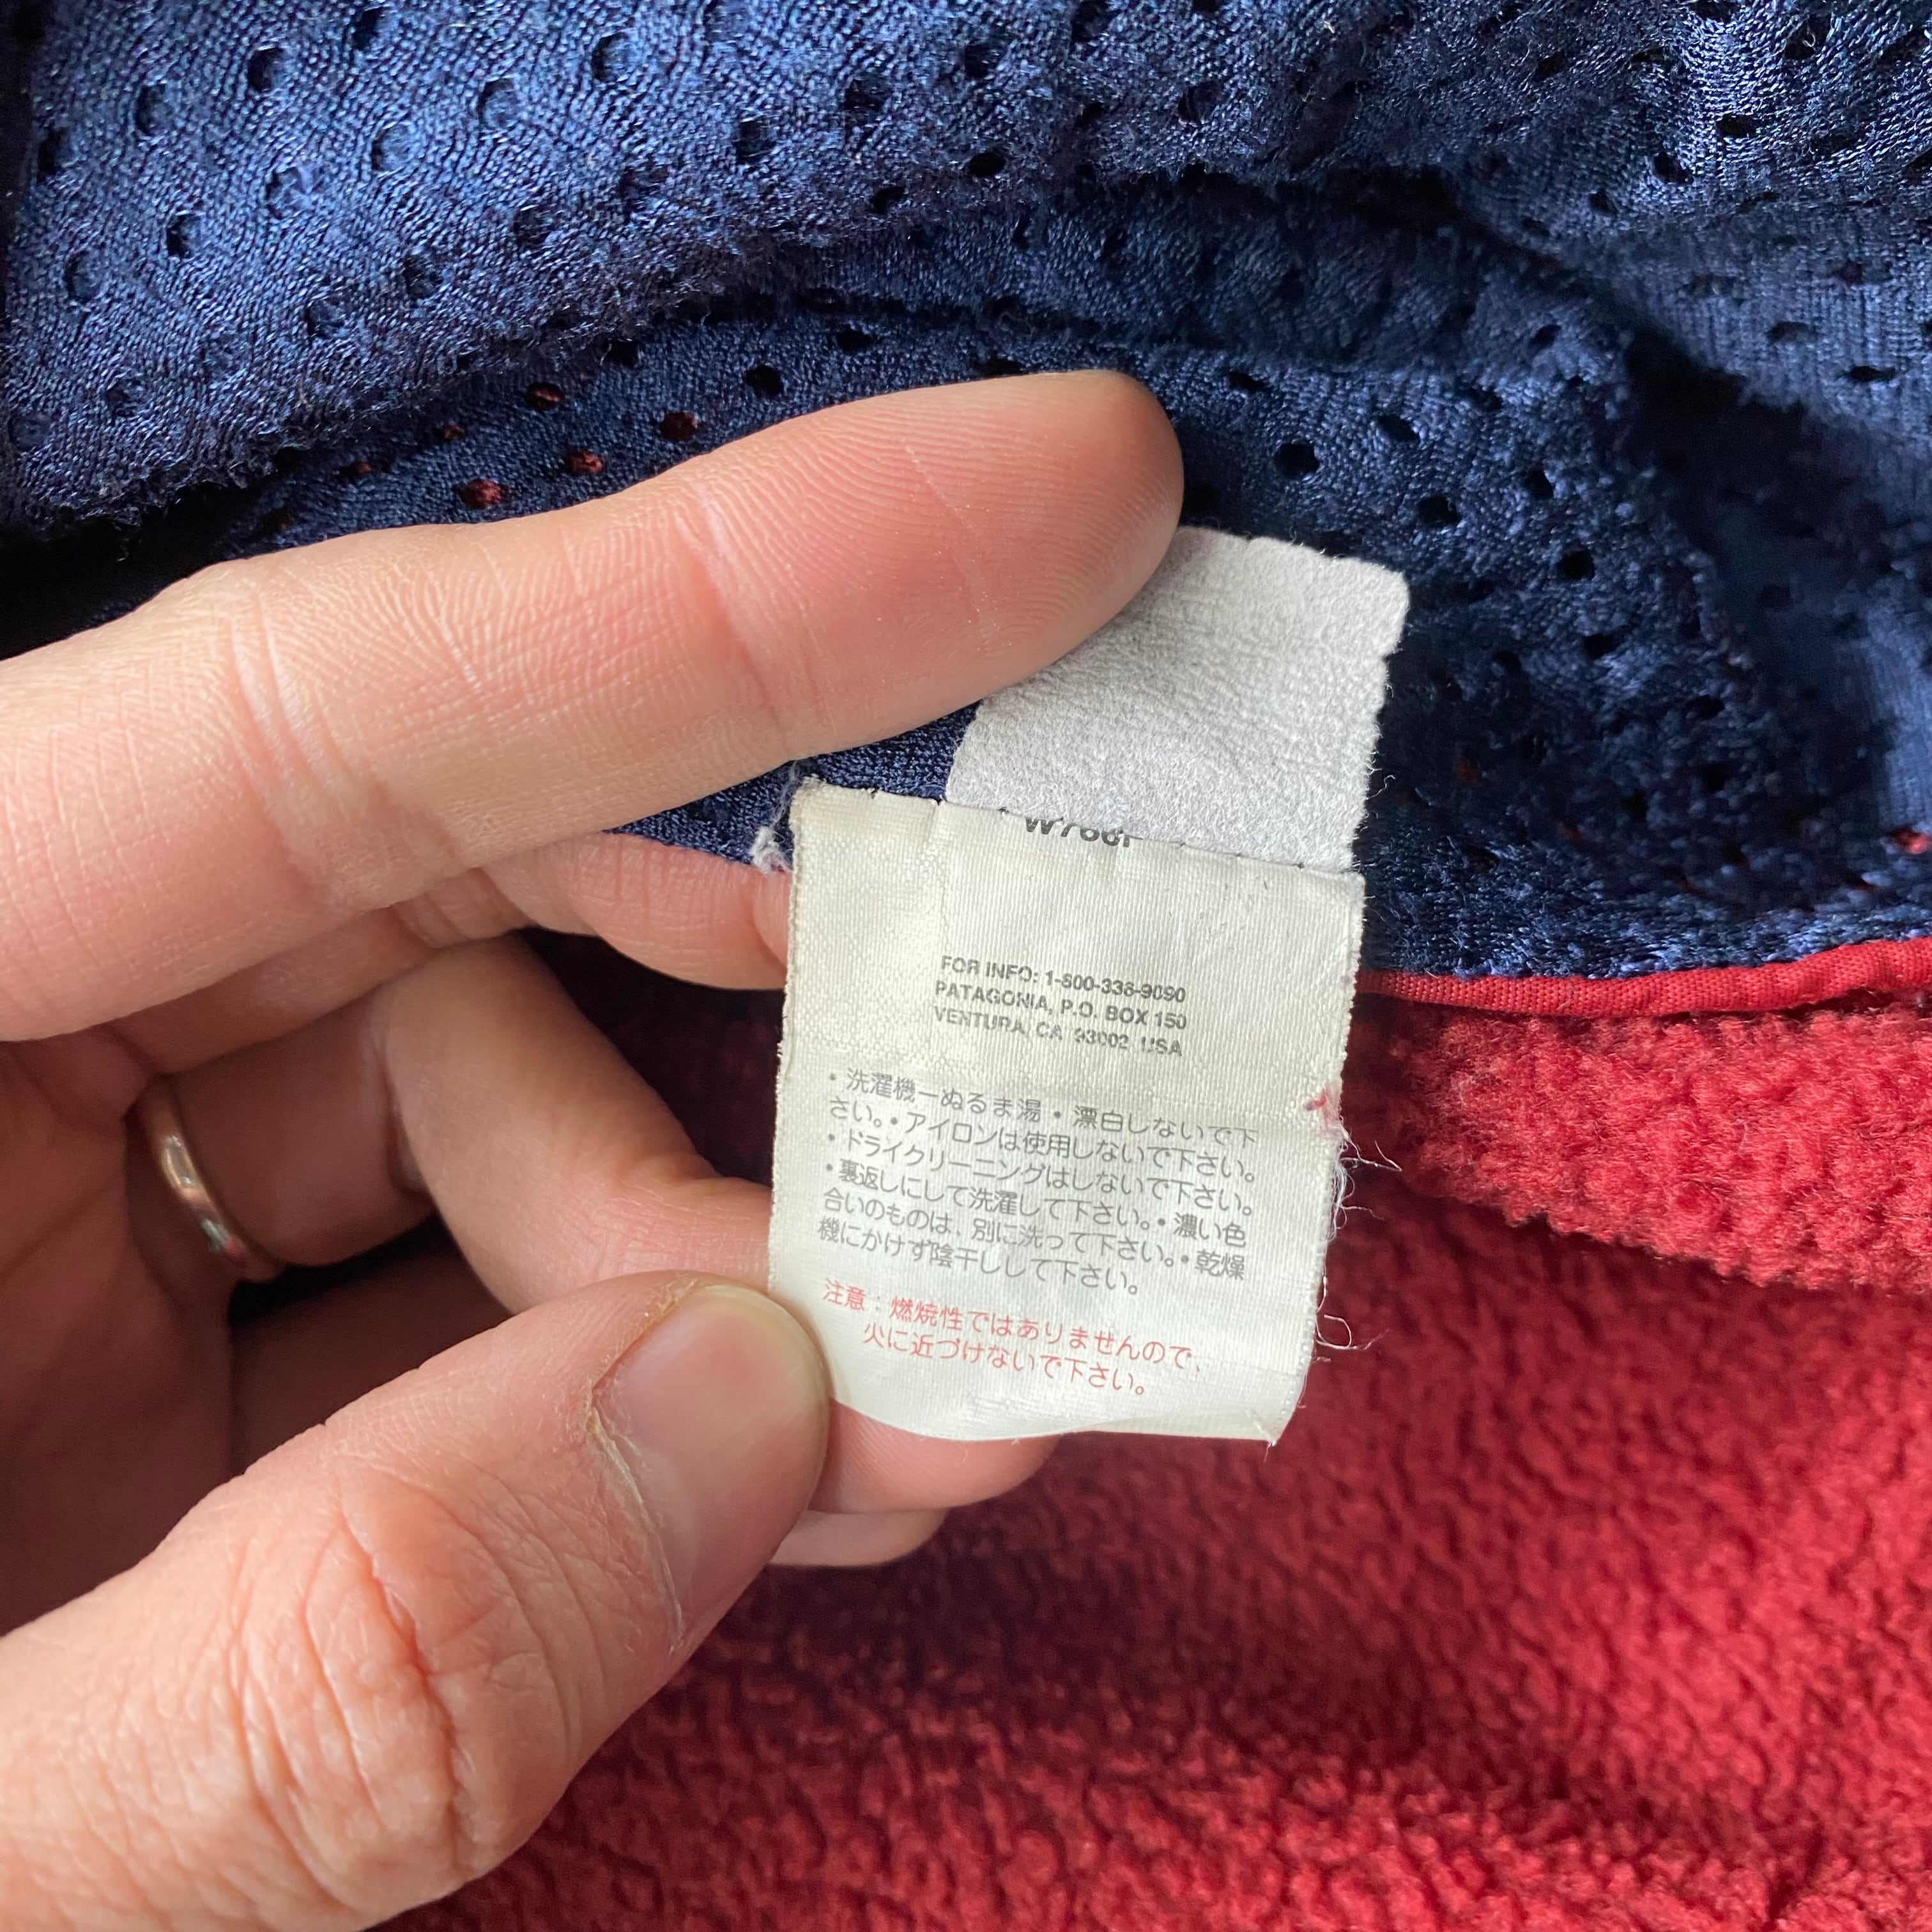 FOR INFO: 1-800-336-9090
PATAGONIA, P.O. BOX 150
VENTURA, CA 93002 USA
・洗濯機ーぬるま湯・漂白しないで下
さい。・アイロンは使用しないで下さい。
・ドライクリーニングはしないで下さい。
・裏返しにして洗濯して下さい。・濃い色
合いのものは、別に洗って下さい。・乾燥
機にかけず陰干しして下さい。
注意：燃焼性ではありませんので、
火に近づけないで下さい。